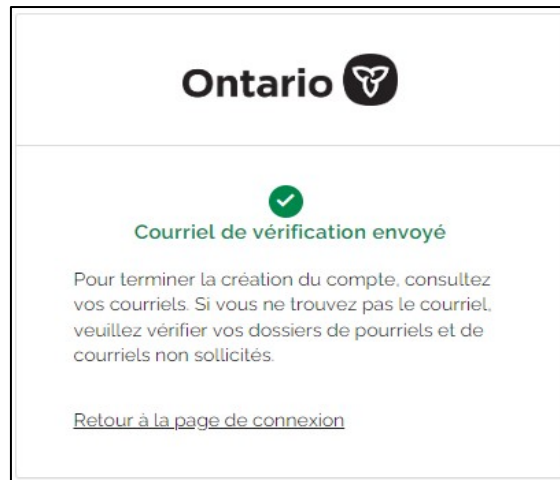 Ontario
Courriel de vérification envoyé
Pour terminer la création du compte, consultez
vos courriels. Si vous ne trouvez pas le courriel,
veuillez vérifier vos dossiers de pourriels et de
courriels non sollicités.
Retour à la page de connexion